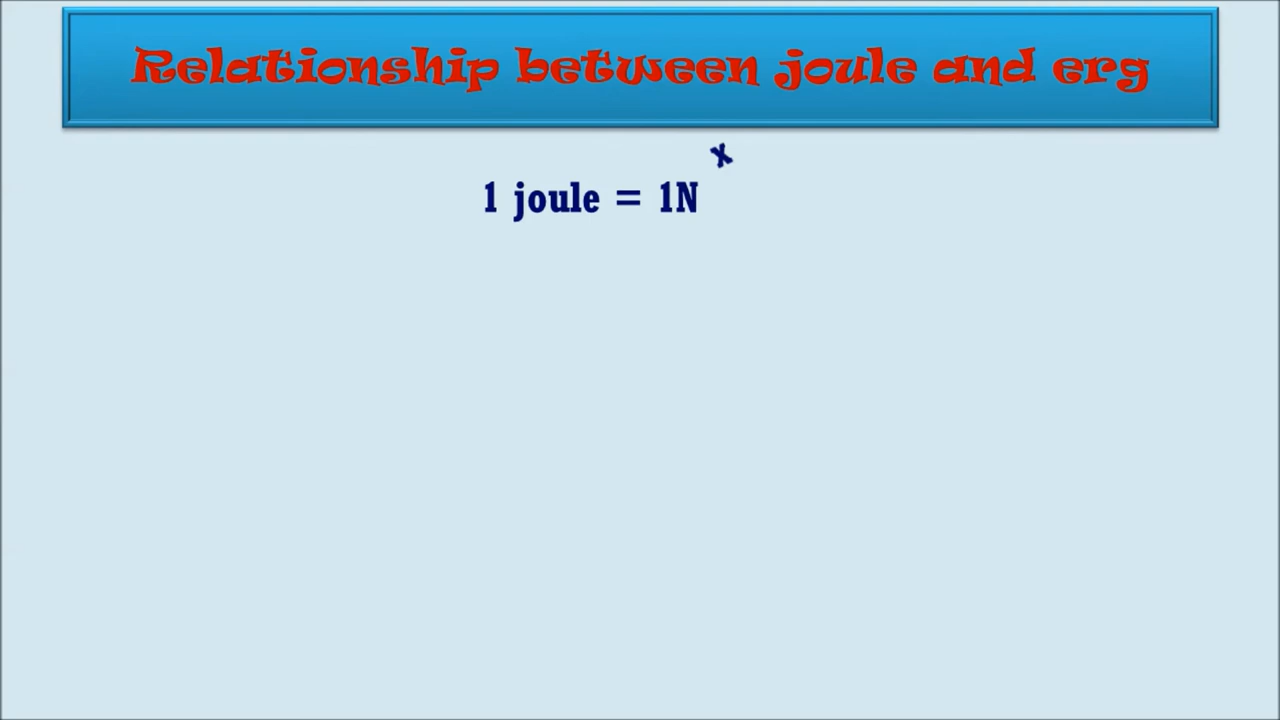 Relationship between joule and erg
1 joule = 1N x